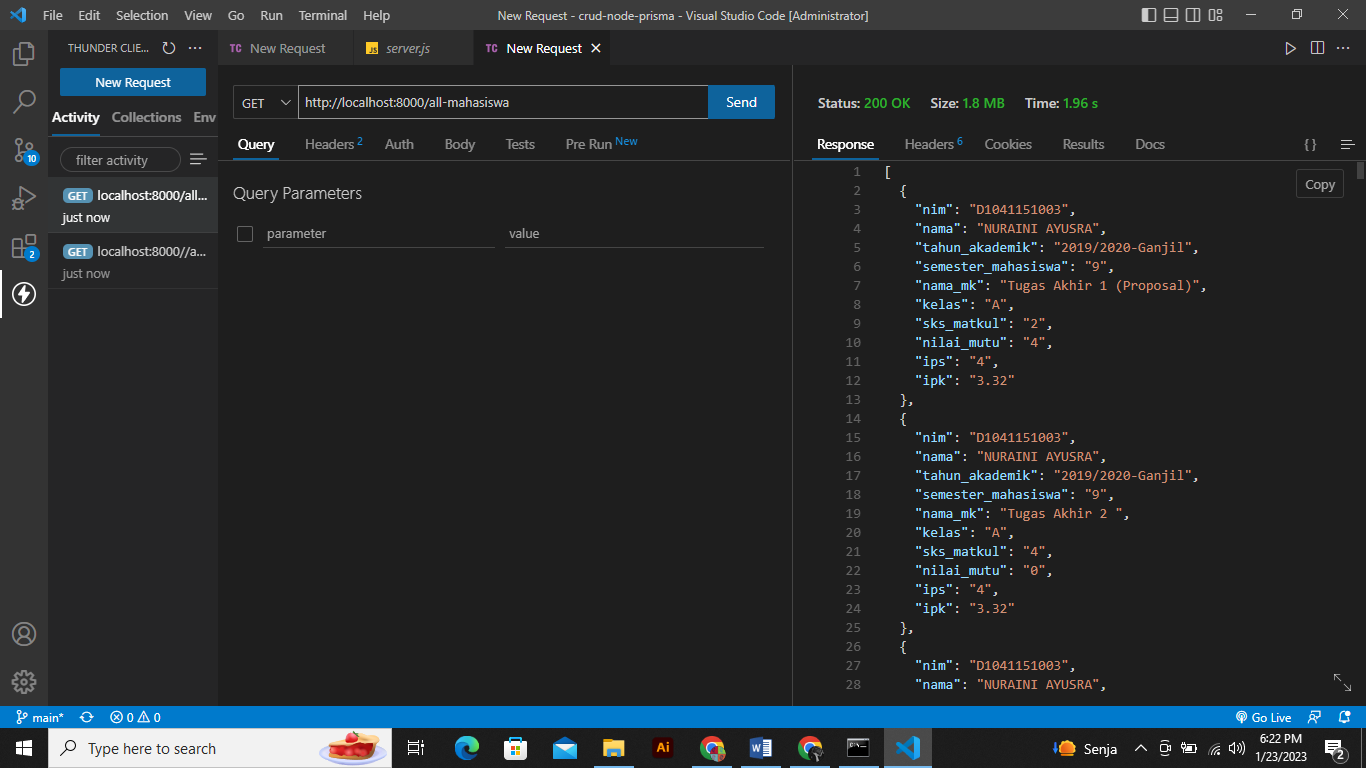 File Edit Selection View Go Run Terminal Help
New Request - crud-node-prisma - Visual Studio Code [Administrator]
THUNDER CLIE... ···
New Request
Activity Collections Env
filter activity
GET localhost:8000/all...
just now
GET localhost:8000//a...
just now
10
2
TC New Request
JS server.js
TC New Request
···
GET http://localhost:8000/all-mahasiswa Send
Query Headers 2 Auth Body Tests Pre Run New
Query Parameters
parameter value
Status: 200 OK Size: 1.8 MB Time: 1.96 s
Response Headers 6 Cookies Results Docs { }
Copy
1 [
2 {
3 "nim": "D1041151003",
4 "nama": "NURAINI AYUSRA",
5 "tahun_akademik": "2019/2020-Ganjil",
6 "semester_mahasiswa": "9",
7 "nama_mk": "Tugas Akhir 1 (Proposal)",
8 "kelas": "A",
9 "sks_matkul": "2",
10 "nilai_mutu": "4",
11 "ips": "4",
12 "ipk": "3.32"
13 },
14 {
15 "nim": "D1041151003",
16 "nama": "NURAINI AYUSRA",
17 "tahun_akademik": "2019/2020-Ganjil",
18 "semester_mahasiswa": "9",
19 "nama_mk": "Tugas Akhir 2 ",
20 "kelas": "A",
21 "sks_matkul": "4",
22 "nilai_mutu": "0",
23 "ips": "4",
24 "ipk": "3.32"
25 },
26 {
27 "nim": "D1041151003",
28 "nama": "NURAINI AYUSRA",
main* 0 0 Go Live
Type here to search
Ai
Senja
6:22 PM
1/23/2023
2